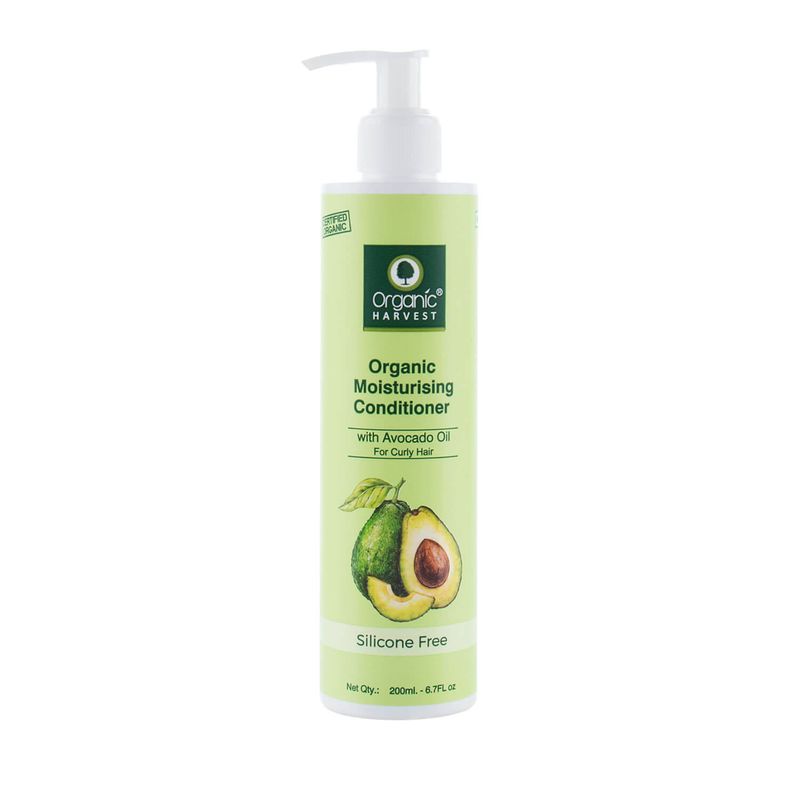 CERTIFIED
ORGANIC
Organic®
HARVEST
Organic
Moisturising
Conditioner
with Avocado Oil
For Curly Hair
Silicone Free
Net Qty.: 200ml. - 6.7FL oz